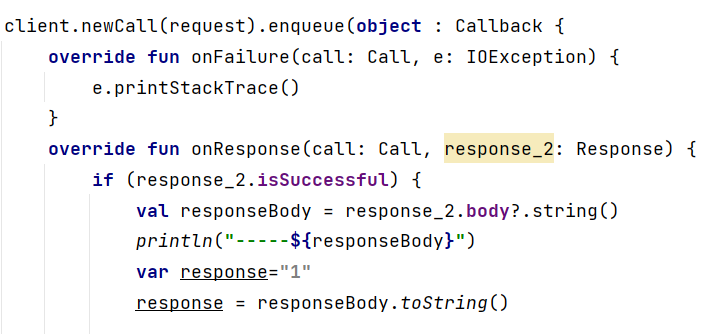 client.newCall(request).enqueue(object : Callback {
override fun onFailure(call: Call, e: IOException) {
e.printStackTrace()
}
override fun onResponse(call: Call, response_2: Response) {
if (response_2.isSuccessful) {
val responseBody = response_2.body?.string()
println("-----${responseBody}")
var response="1"
response = responseBody.toString()